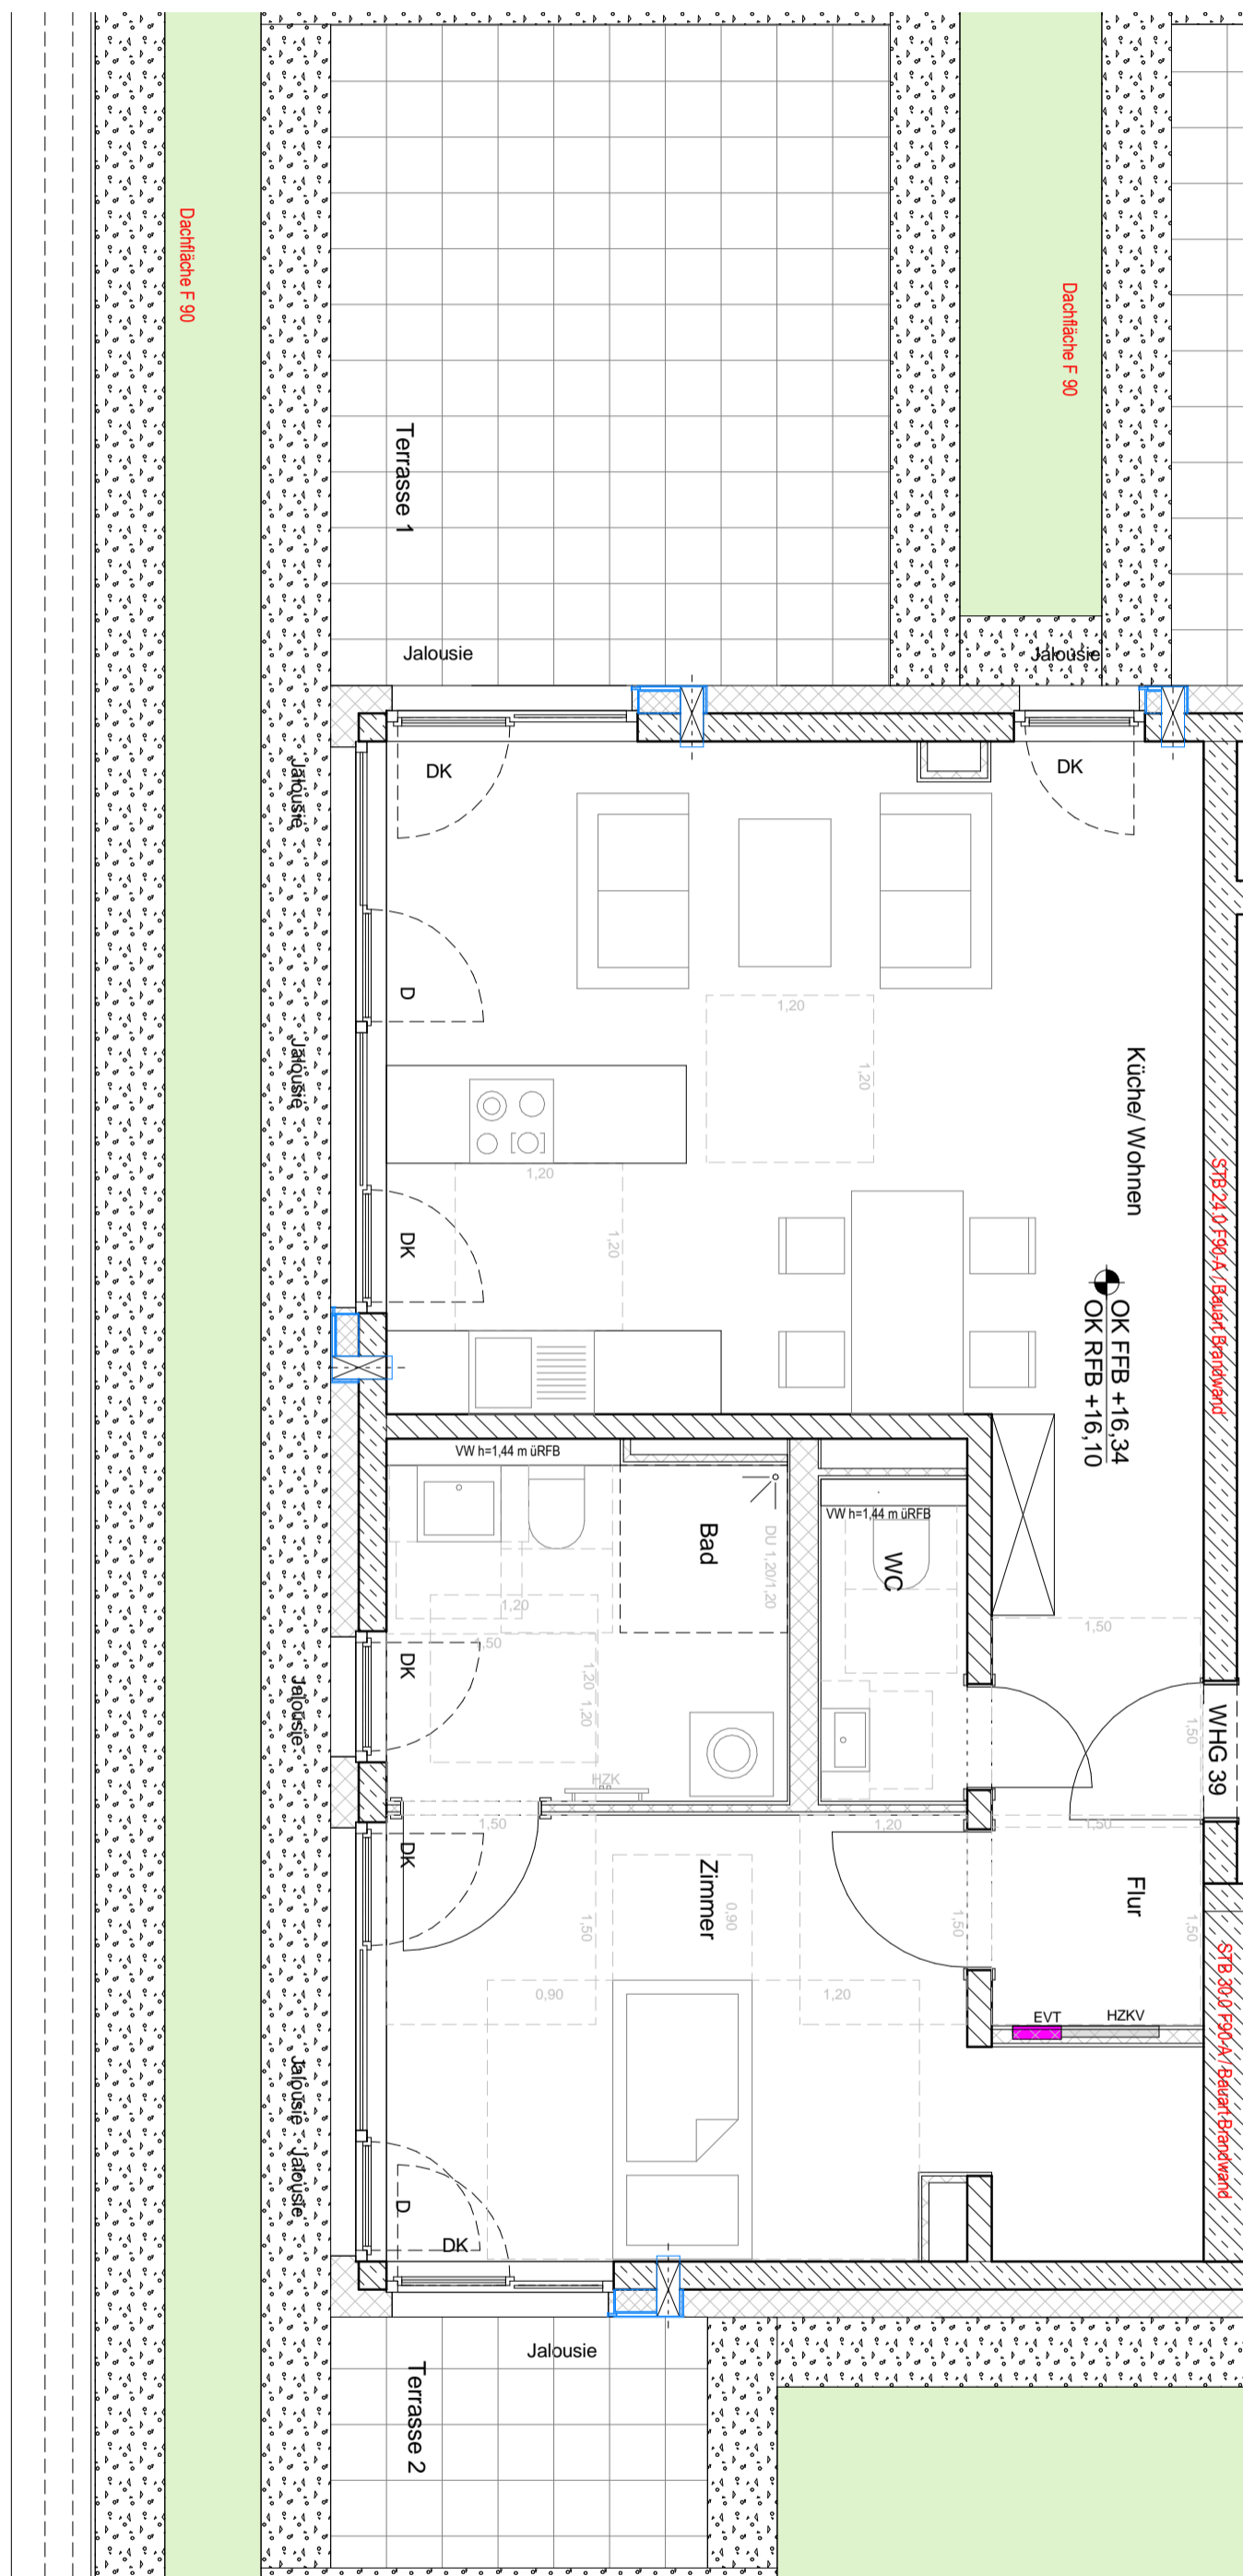 Dachfläche F 90
Dachfläche F 90
Terrasse 1
Jalousie
Jalousie
Jalousie
DK
DK
D
1,20
1,20
Jalousie
Küche/ Wohnen
STB 24.0 F90-A / Bauart Brandwand
1,20
1,20
DK
OK FFB +16,34
OK RFB +16,10
VW h=1,44 m üRFB
Bad
DU 1,20/1,20
VW h=1,44 m üRFB
WC
1,20
1,50
1,20
1,20
DK
Jalousie
1,50
1,50
WHG 39
HZK
1,50
DK
1,20
1,50
Zimmer
0,90
1,50
1,50
Flur
1,50
0,90
1,20
EVT
HZKV
STB 30.0 F90-A / Bauart Brandwand
Jalousie
Jalousie
D
DK
Jalousie
Terrasse 2